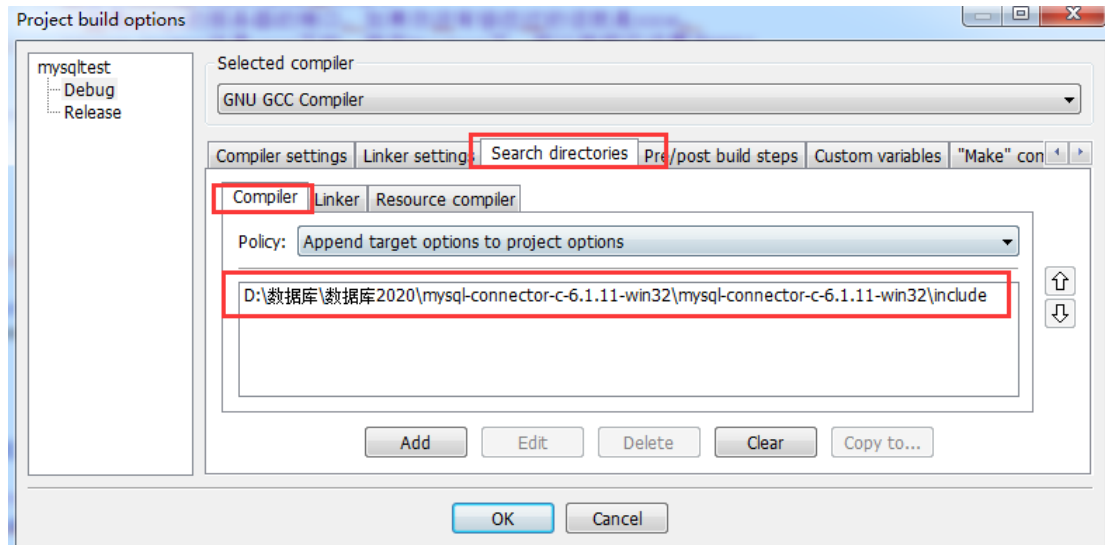 Project build options
mysqltest
Debug
Release
Selected compiler
GNU GCC Compiler
Compiler settings Linker settings Search directories Pre/post build steps Custom variables "Make" con
Compiler Linker Resource compiler
Policy: Append target options to project options
D:\数据库\数据库2020\mysql-connector-c-6.1.11-win32\mysql-connector-c-6.1.11-win32\include
Add Edit Delete Clear Copy to...
OK Cancel